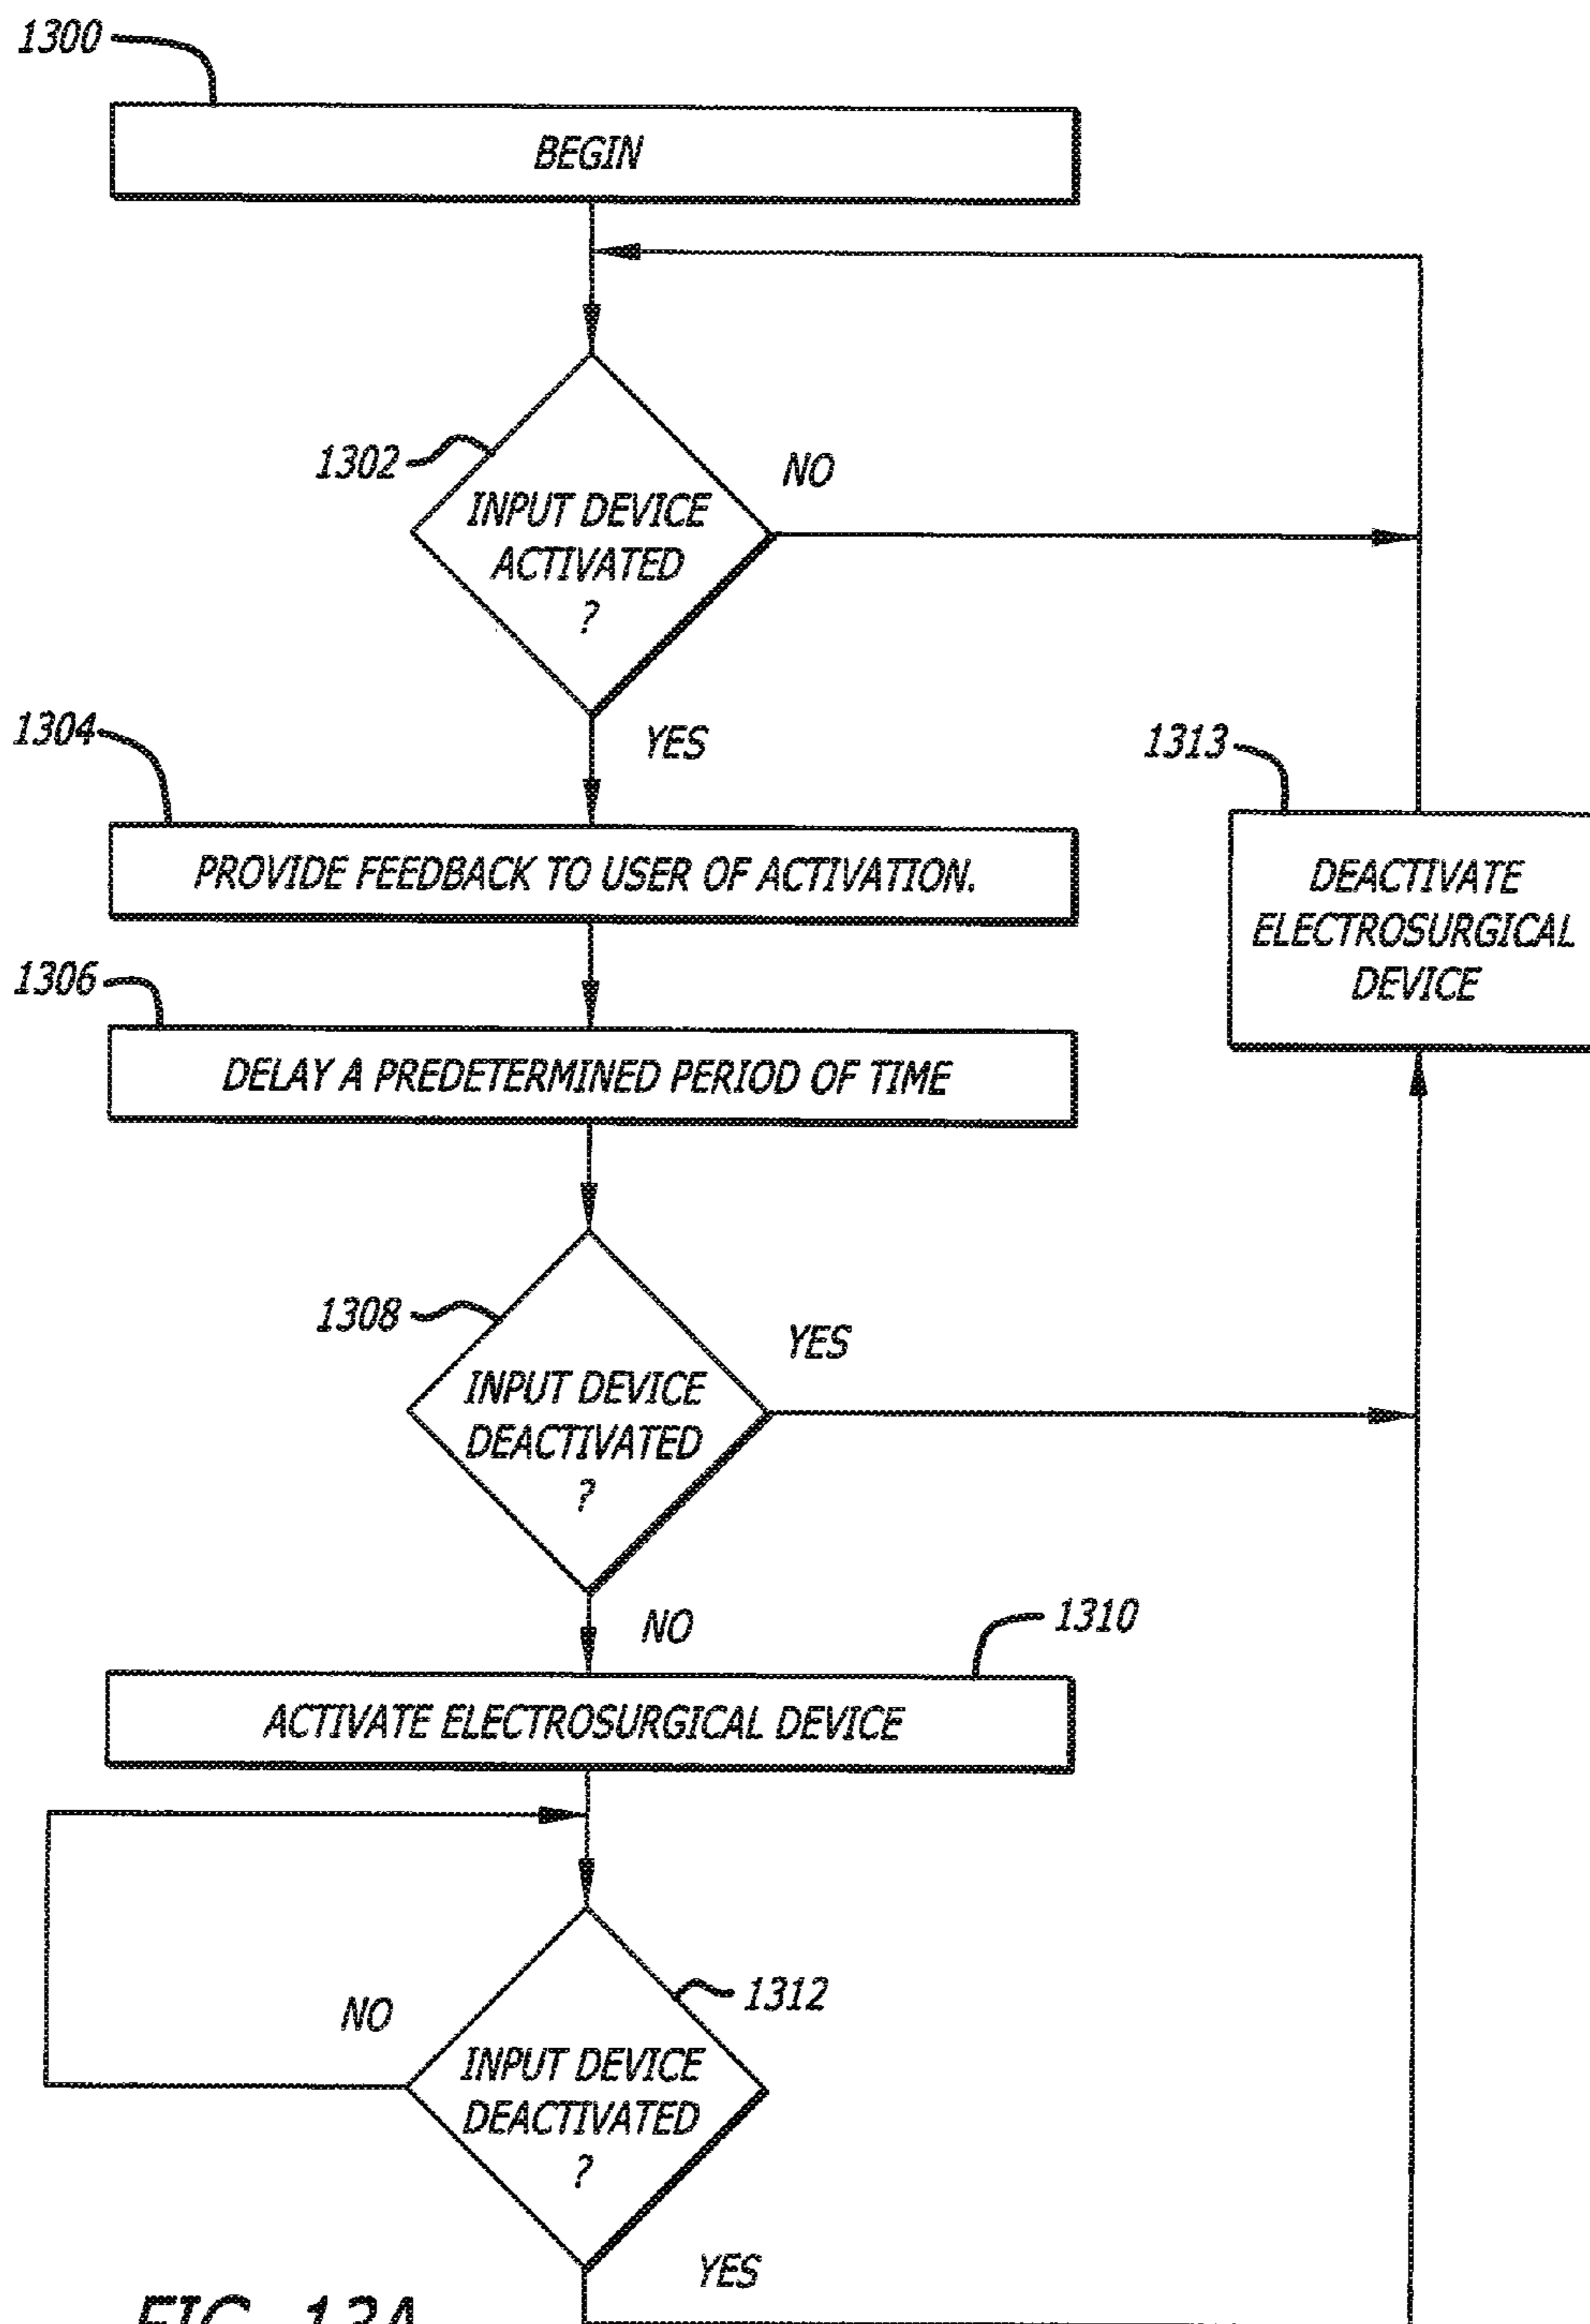 1300
BEGIN
1302
NO
INPUT DEVICE
ACTIVATED
?
YES
1304
PROVIDE FEEDBACK TO USER OF ACTIVATION.
1313
DEACTIVATE
ELECTROSURGICAL
DEVICE
1306
DELAY A PREDETERMINED PERIOD OF TIME
1308
YES
INPUT DEVICE
DEACTIVATED
?
NO
1310
ACTIVATE ELECTROSURGICAL DEVICE
1312
NO
INPUT DEVICE
DEACTIVATED
?
YES
FIG. 13A